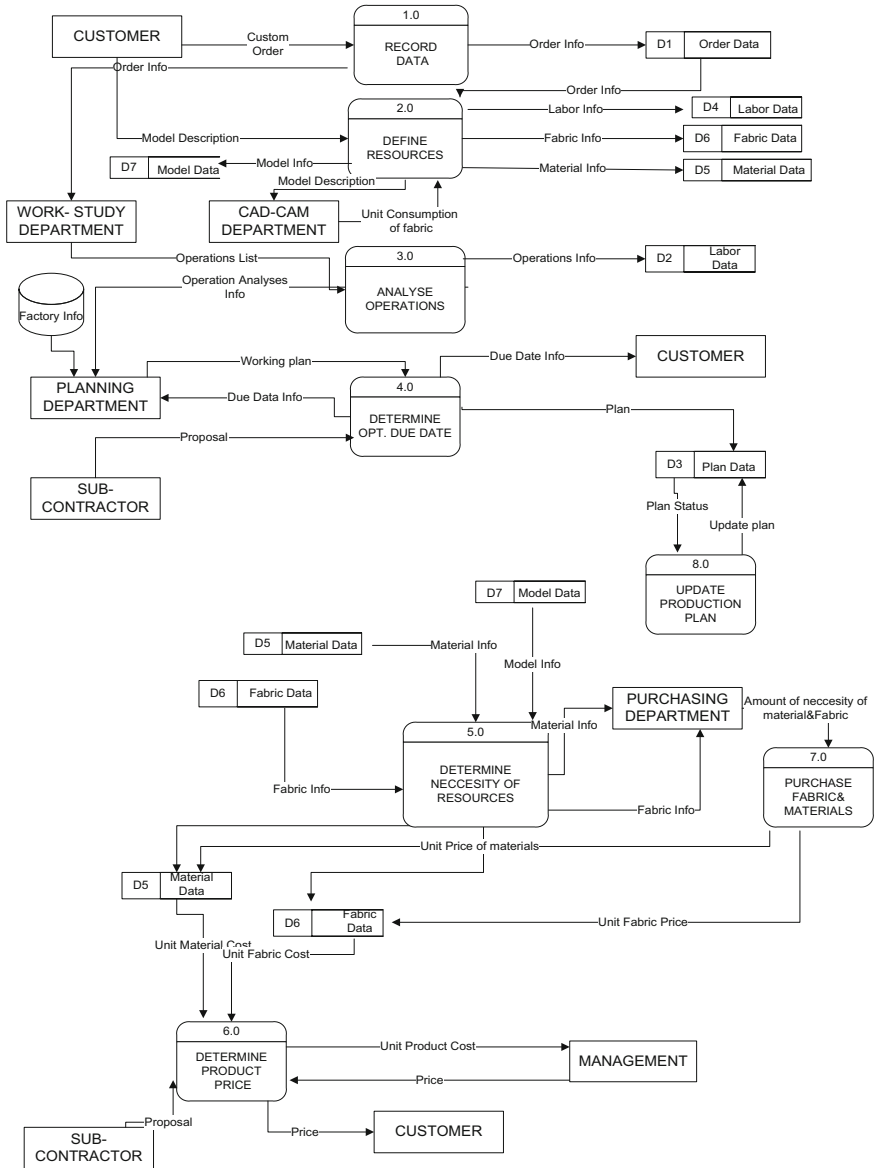 1.0
CUSTOMER
Custom
Order
RECORD
DATA
Order Info
D1
Order Data
Order Info
Order Info
2.0
DEFINE
RESOURCES
Labor Info
D4
Labor Data
Model Description
Fabric Info
D6
Fabric Data
D7
Model Data
Model Info
Material Info
D5
Material Data
Model Description
WORK- STUDY
DEPARTMENT
CAD-CAM
DEPARTMENT
Unit Consumption
of fabric
Operations List
3.0
ANALYSE
OPERATIONS
Operations Info
D2
Labor
Data
Operation Analyses
Info
Factory Info
Working plan
Due Date Info
CUSTOMER
PLANNING
DEPARTMENT
Due Data Info
4.0
DETERMINE
OPT. DUE DATE
Plan
Proposal
D3
Plan Data
SUB-
CONTRACTOR
Plan Status
Update plan
8.0
UPDATE
PRODUCTION
PLAN
D7
Model Data
D5
Material Data
Material Info
Model Info
D6
Fabric Data
PURCHASING
DEPARTMENT
Amount of neccesity of
material&Fabric
Material Info
5.0
DETERMINE
NECCESITY OF
RESOURCES
7.0
PURCHASE
FABRIC&
MATERIALS
Fabric Info
Fabric Info
Unit Price of materials
D5
Material
Data
D6
Fabric
Data
Unit Fabric Price
Unit Material Cost
Unit Fabric Cost
6.0
DETERMINE
PRODUCT
PRICE
Unit Product Cost
MANAGEMENT
Price
Proposal
SUB-
CONTRACTOR
Price
CUSTOMER